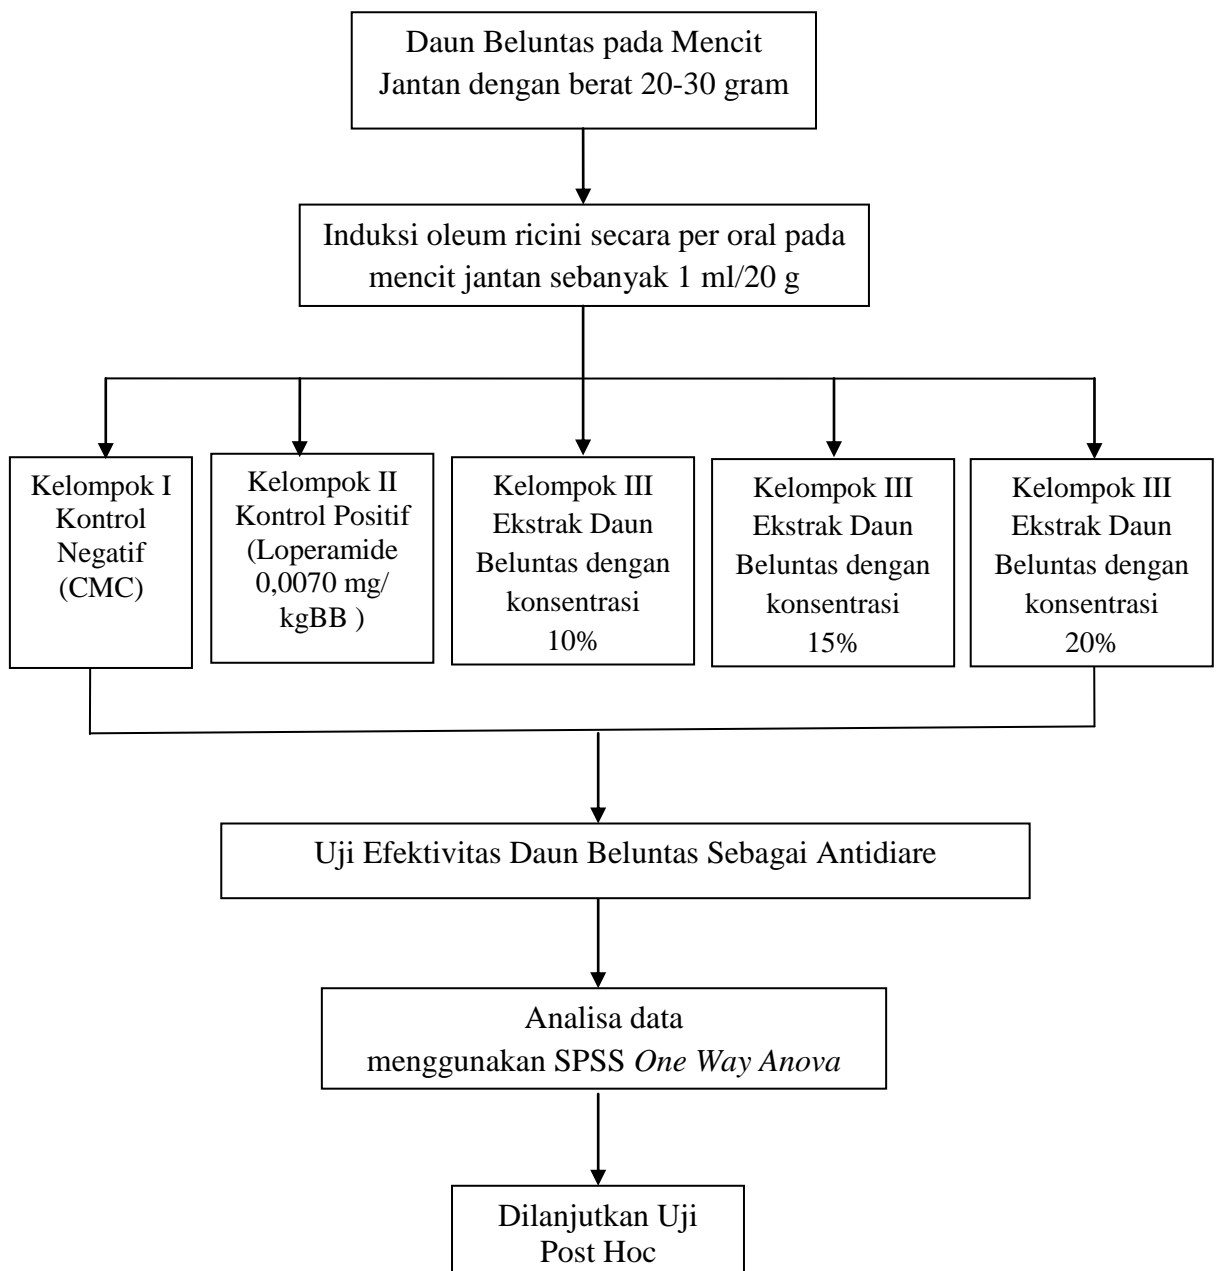 Daun Beluntas pada Mencit
Jantan dengan berat 20-30 gram
Induksi oleum ricini secara per oral pada
mencit jantan sebanyak 1 ml/20 g
Kelompok I
Kontrol
Negatif
(CMC)
Kelompok II
Kontrol Positif
(Loperamide
0,0070 mg/
kgBB )
Kelompok III
Ekstrak Daun
Beluntas dengan
konsentrasi
10%
Kelompok III
Ekstrak Daun
Beluntas dengan
konsentrasi
15%
Kelompok III
Ekstrak Daun
Beluntas dengan
konsentrasi
20%
Uji Efektivitas Daun Beluntas Sebagai Antidiare
Analisa data
menggunakan SPSS One Way Anova
Dilanjutkan Uji
Post Hoc